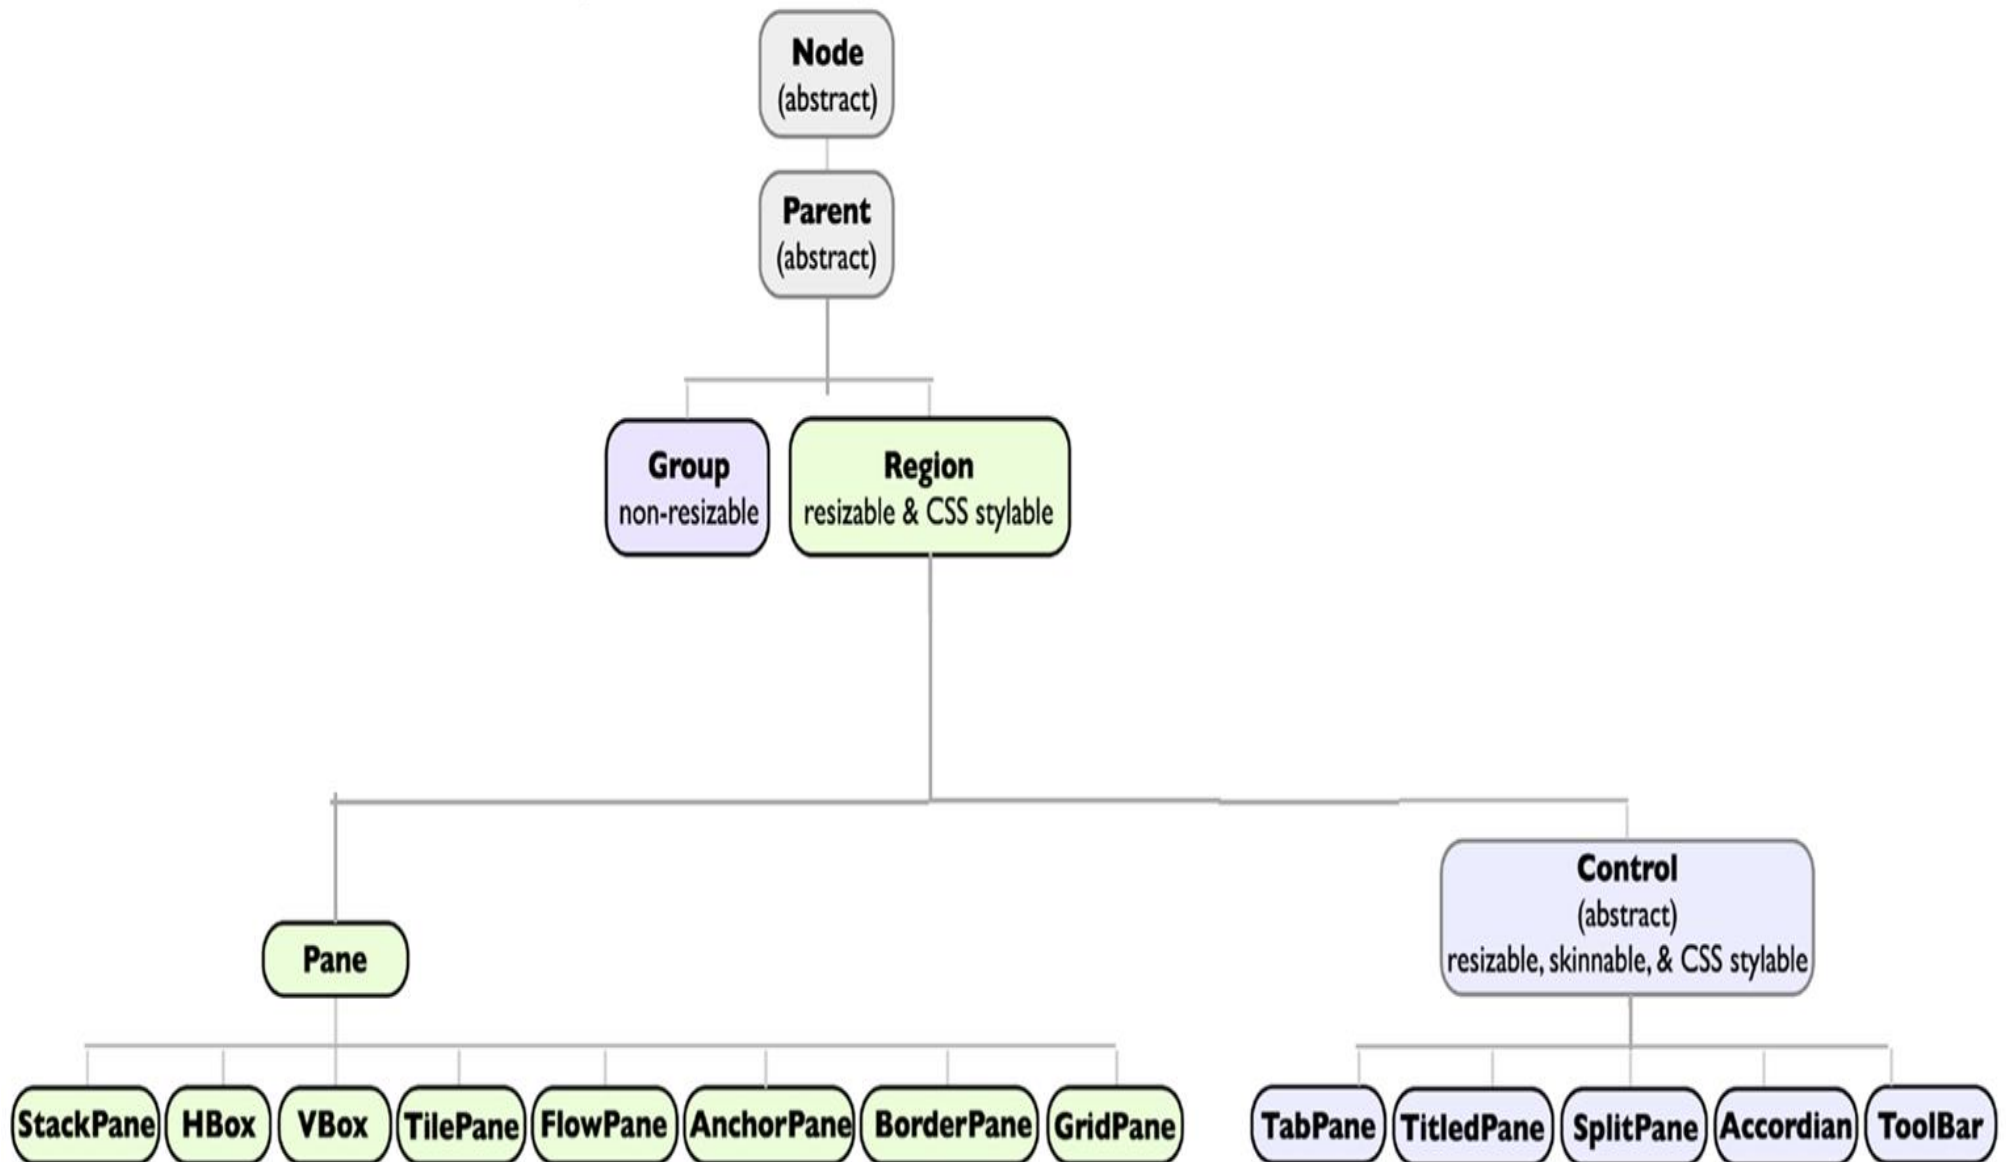 Node
(abstract)
Parent
(abstract)
Group
non-resizable
Region
resizable & CSS stylable
Control
(abstract)
resizable, skinnable, & CSS stylable
Pane
StackPane
HBox
VBox
TilePane
FlowPane
AnchorPane
BorderPane
GridPane
TabPane
TitledPane
SplitPane
Accordian
ToolBar